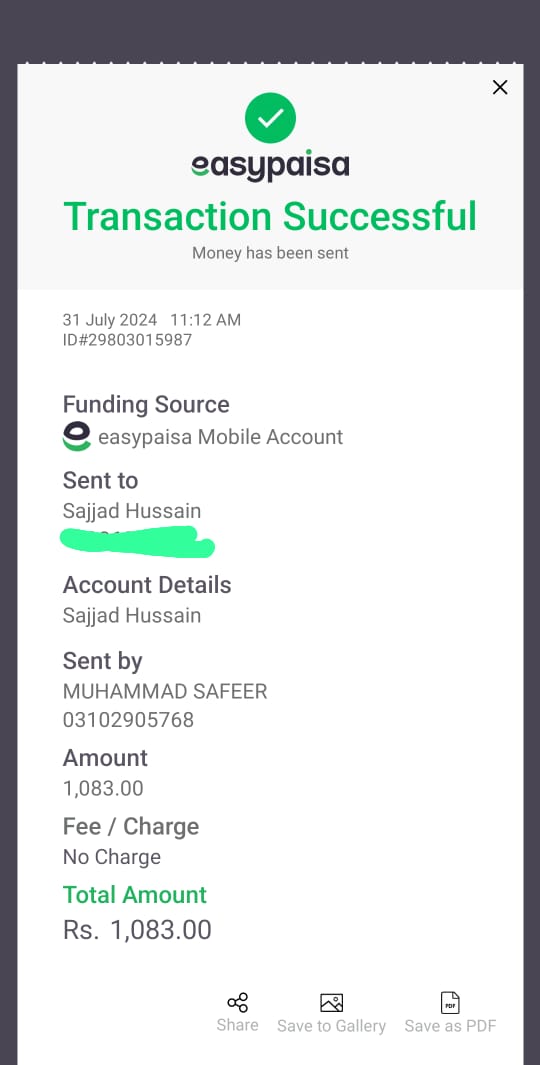 easypaisa
Transaction Successful
Money has been sent
31 July 2024 11:12 AM
ID#29803015987
Funding Source
easypaisa Mobile Account
Sent to
Sajjad Hussain
Account Details
Sajjad Hussain
Sent by
MUHAMMAD SAFEER
03102905768
Amount
1,083.00
Fee / Charge
No Charge
Total Amount
Rs. 1,083.00
Share
Save to Gallery
PDF
Save as PDF